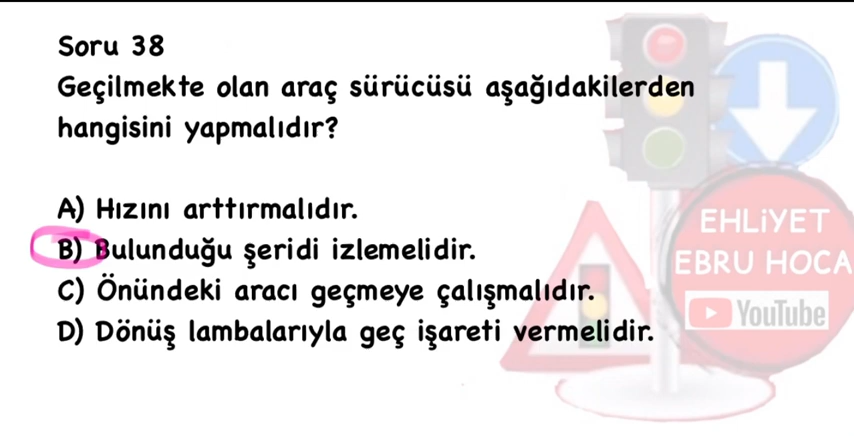 Soru 38
Geçilmekte olan araç sürücüsü aşağıdakilerden
hangisini yapmalıdır?
A) Hızını arttırmalıdır.
B) Bulunduğu şeridi izlemelidir.
C) Önündeki aracı geçmeye çalışmalıdır.
D) Dönüş lambalarıyla geç işareti vermelidir.
EHLİYET
EBRU HOCA
YouTube